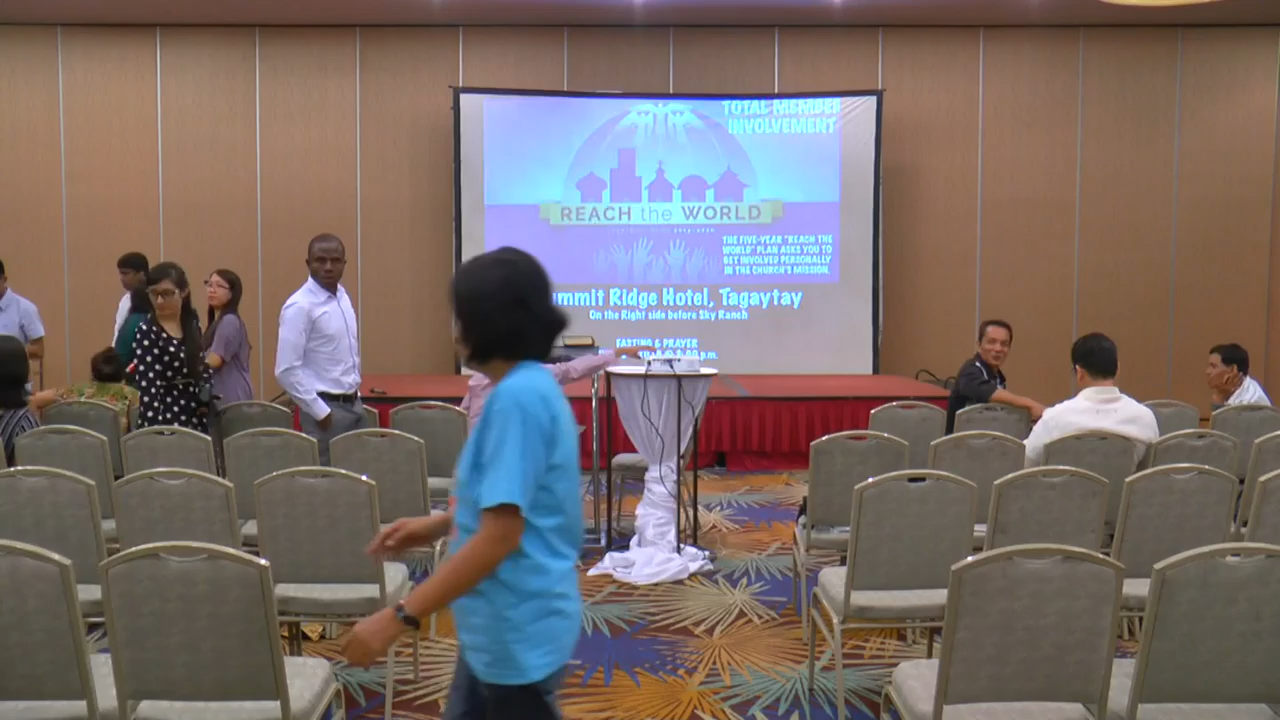 TOTAL MEMBER
INVOLVEMENT
REACH the WORLD
THE FIVE-YEAR "REACH THE
WORLD" PLAN ASKS YOU TO
GET INVOLVED PERSONALLY
IN THE CHURCH'S MISSION.
ummit Ridge Hotel, Tagaytay
On the Right side before Sky Ranch
FASTING & PRAYER
p.m.